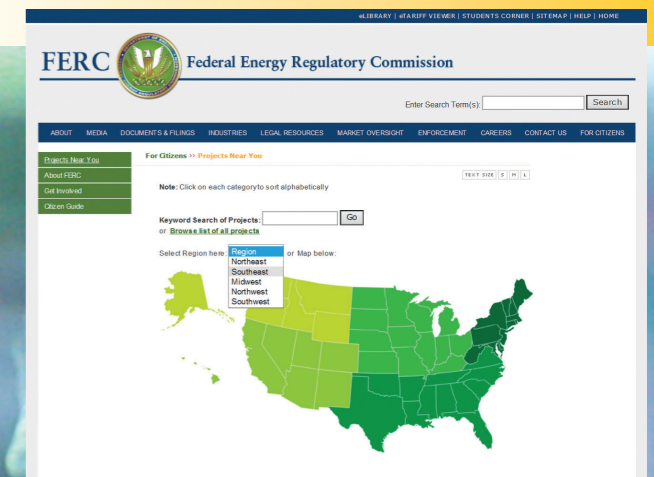 eLIBRARY | eTARIFF VIEWER | STUDENTS CORNER | SITEMAP | HELP | HOME
FERC Federal Energy Regulatory Commission
Enter Search Term(s): Search
ABOUT MEDIA DOCUMENTS & FILINGS INDUSTRIES LEGAL RESOURCES MARKET OVERSIGHT ENFORCEMENT CAREERS CONTACT US FOR CITIZENS
Projects Near You
About FERC
Get Involved
Citizen Guide
For Citizens >> Projects Near You
TEXT SIZE S M L
Note: Click on each categoryto sort alphabetically
Keyword Search of Projects: Go
or Browse list of all projects
Select Region here Region or Map below:
Northeast
Southeast
Midwest
Northwest
Southwest